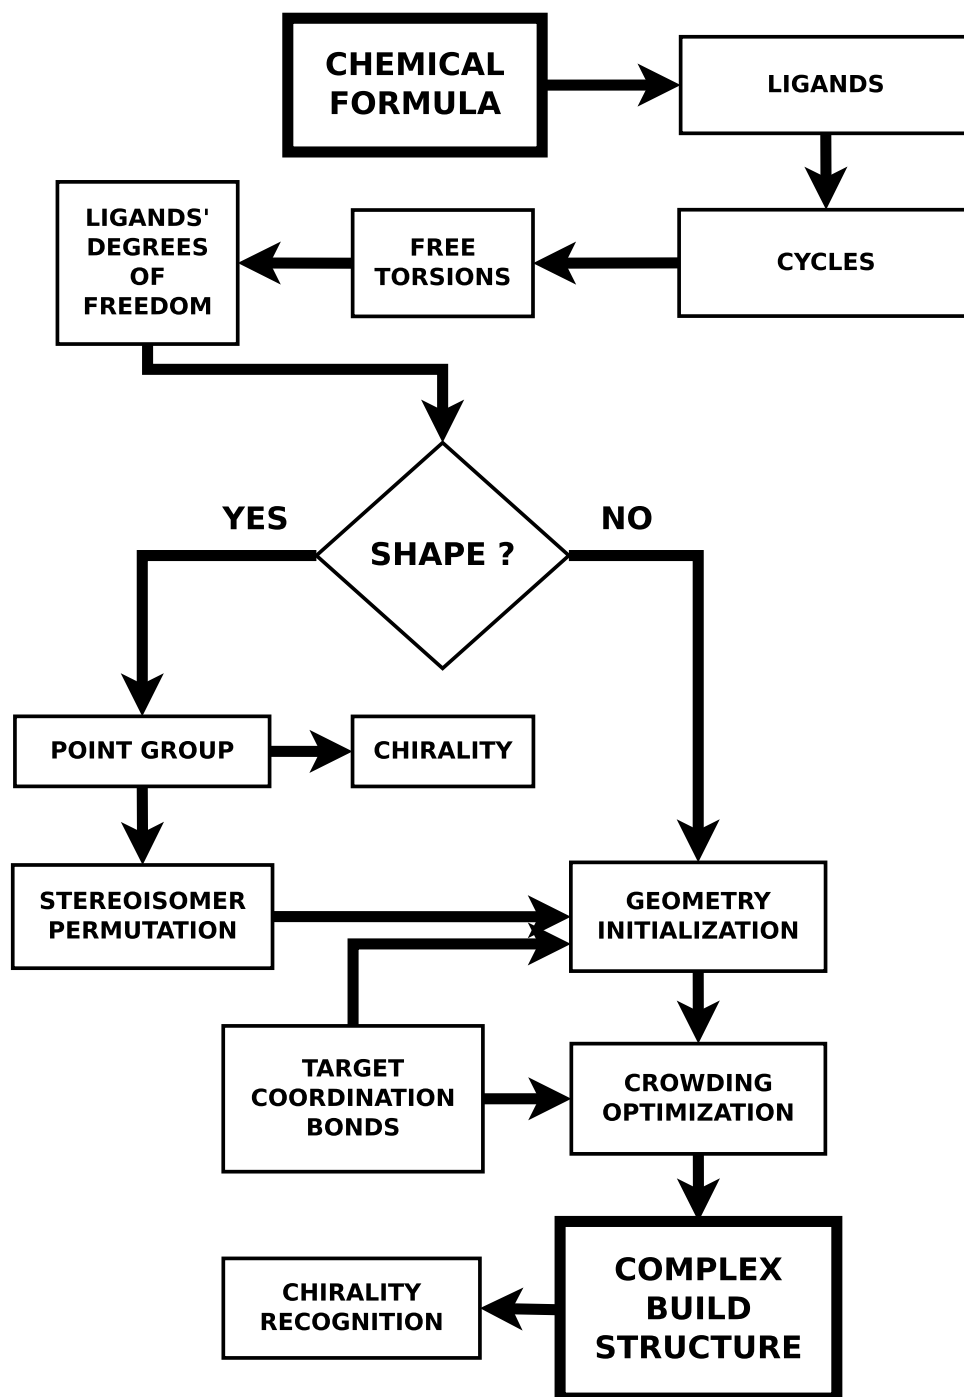 CHEMICAL
FORMULA
LIGANDS
LIGANDS'
DEGREES
OF
FREEDOM
FREE
TORSIONS
CYCLES
YES
NO
SHAPE ?
POINT GROUP
CHIRALITY
STEREOISOMER
PERMUTATION
GEOMETRY
INITIALIZATION
TARGET
COORDINATION
BONDS
CROWDING
OPTIMIZATION
CHIRALITY
RECOGNITION
COMPLEX
BUILD
STRUCTURE